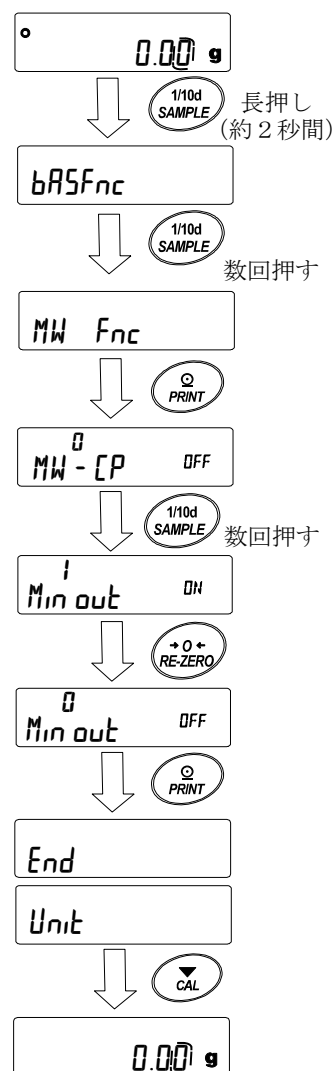 0.00 g
1/10d
SAMPLE
長押し
(約２秒間)
bASFnc
1/10d
SAMPLE
数回押す
MW Fnc
PRINT
0
MW - CP OFF
1/10d
SAMPLE
数回押す
1
Min out ON
→0←
RE-ZERO
0
Min out OFF
PRINT
End
Unit
CAL
0.00 g